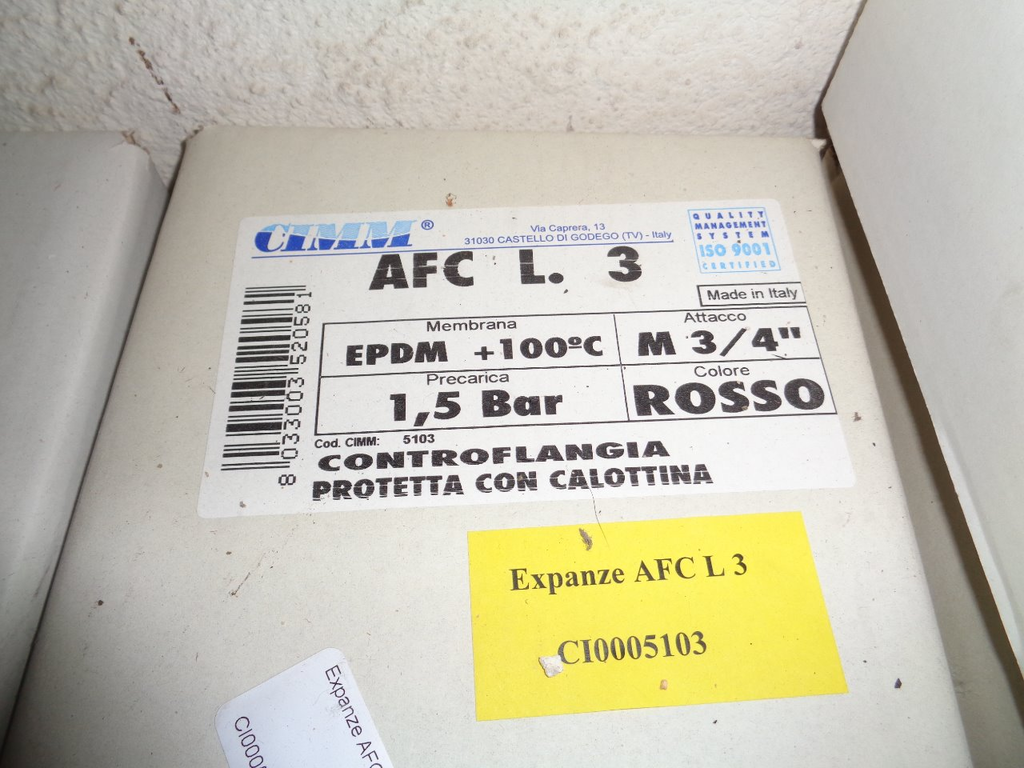 CIMM®
Via Caprera, 13
31030 CASTELLO DI GODEGO (TV) - Italy
QUALITY
MANAGEMENT
SYSTEM
ISO 9001
CERTIFIED
AFC L. 3
Made in Italy
Membrana
EPDM +100ºC
Attacco
M 3/4"
Precarica
1,5 Bar
Colore
ROSSO
8 033003 520581
Cod. CIMM: 5103
CONTROFLANGIA
PROTETTA CON CALOTTINA
Expanze AFC L 3
CI0005103
Expanze AFC
CI000